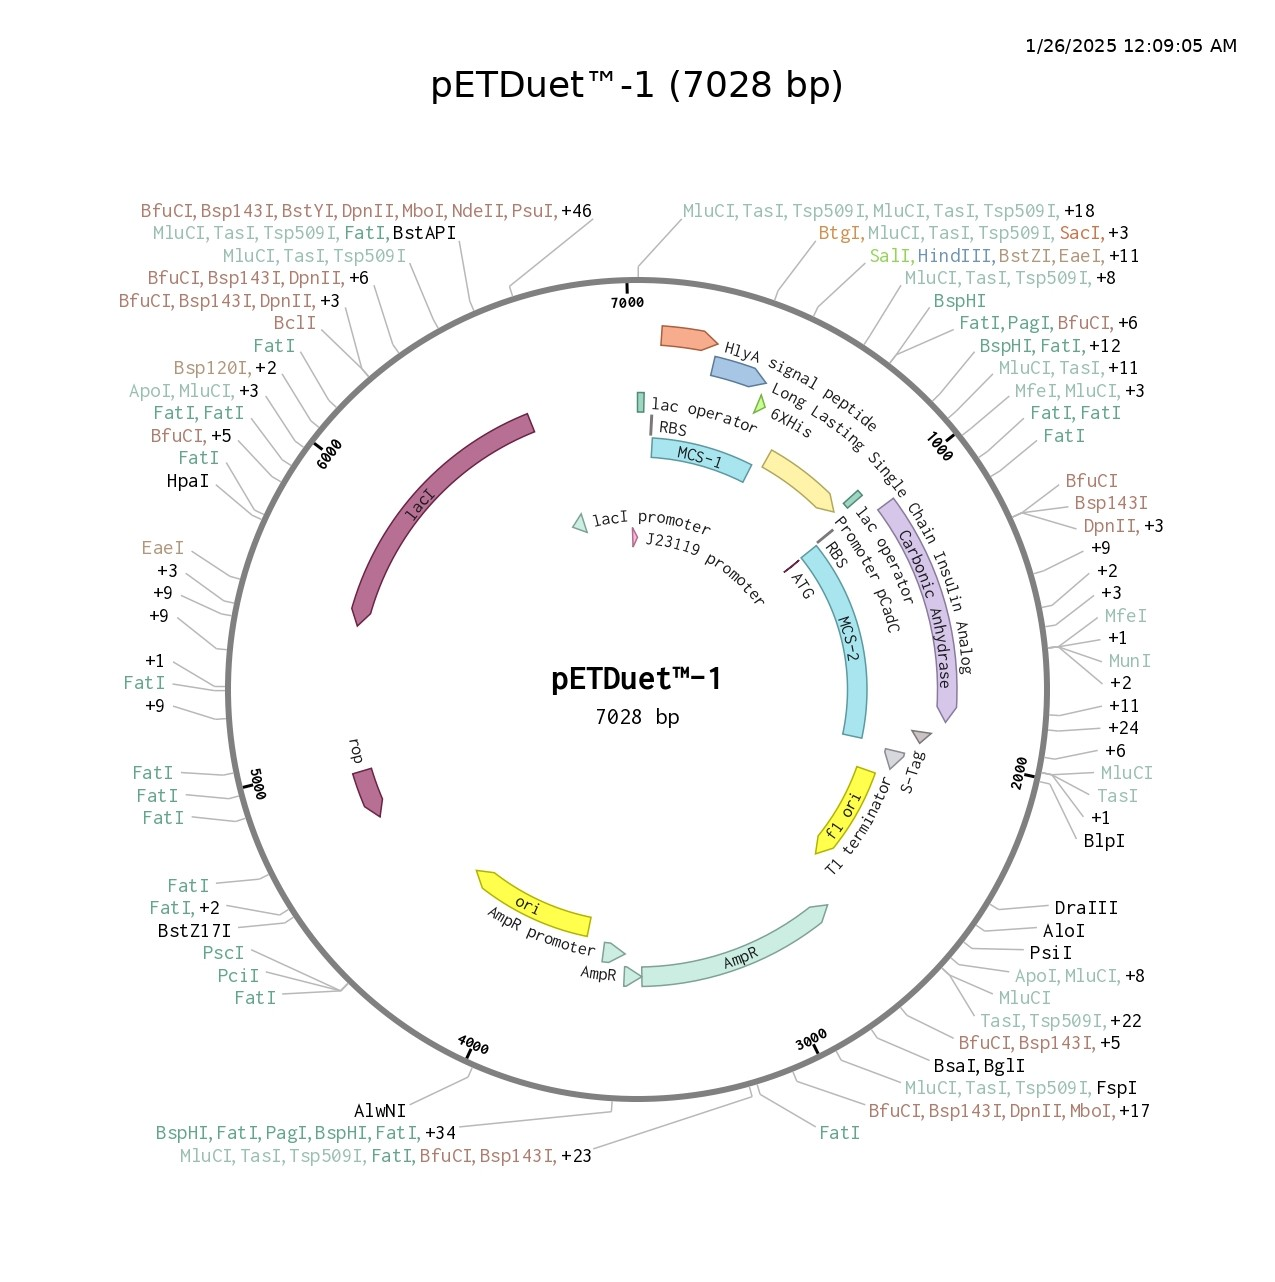 1/26/2025 12:09:05 AM
pETDuet™-1 (7028 bp)
BfuCI, Bsp143I, BstYI, DpnII, MboI, NdeII, PsuI, +46
MluCI, TasI, Tsp509I, MluCI, TasI, Tsp509I, +18
MluCI, TasI, Tsp509I, FatI, BstAPI
BtgI, MluCI, TasI, Tsp509I, SacI, +3
MluCI, TasI, Tsp509I
SalI, HindIII, BstZI, EaeI, +11
BfuCI, Bsp143I, DpnII, +6
MluCI, TasI, Tsp509I, +8
BfuCI, Bsp143I, DpnII, +3
BspHI
BclI
FatI, PagI, BfuCI, +6
FatI
BspHI, FatI, +12
Bsp120I, +2
MluCI, TasI, +11
ApoI, MluCI, +3
MfeI, MluCI, +3
FatI, FatI
FatI, FatI
BfuCI, +5
FatI
FatI
HpaI
BfuCI
Bsp143I
DpnII, +3
EaeI
+9
+3
+2
+9
+3
+9
MfeI
+1
+1
MunI
FatI
+2
+9
+11
+24
+6
FatI
MluCI
FatI
TasI
FatI
+1
BlpI
FatI
FatI, +2
DraIII
BstZ17I
AloI
PscI
PsiI
PciI
ApoI, MluCI, +8
FatI
MluCI
TasI, Tsp509I, +22
BfuCI, Bsp143I, +5
BsaI, BglI
MluCI, TasI, Tsp509I, FspI
AlwNI
BfuCI, Bsp143I, DpnII, MboI, +17
BspHI, FatI, PagI, BspHI, FatI, +34
FatI
MluCI, TasI, Tsp509I, FatI, BfuCI, Bsp143I, +23
7000
1000
2000
3000
4000
5000
6000
HlyA signal peptide
Long Lasting Single Chain Insulin Analog
6XHis
lac operator
RBS
MCS-1
lacI
lacI promoter
J23119 promoter
Promoter pCadC
lac operator
RBS
ATG
Carbonic Anhydrase
MCS-2
pETDuet™-1
7028 bp
S-Tag
T1 terminator
f1 ori
rop
ori
AmpR promoter
AmpR
AmpR